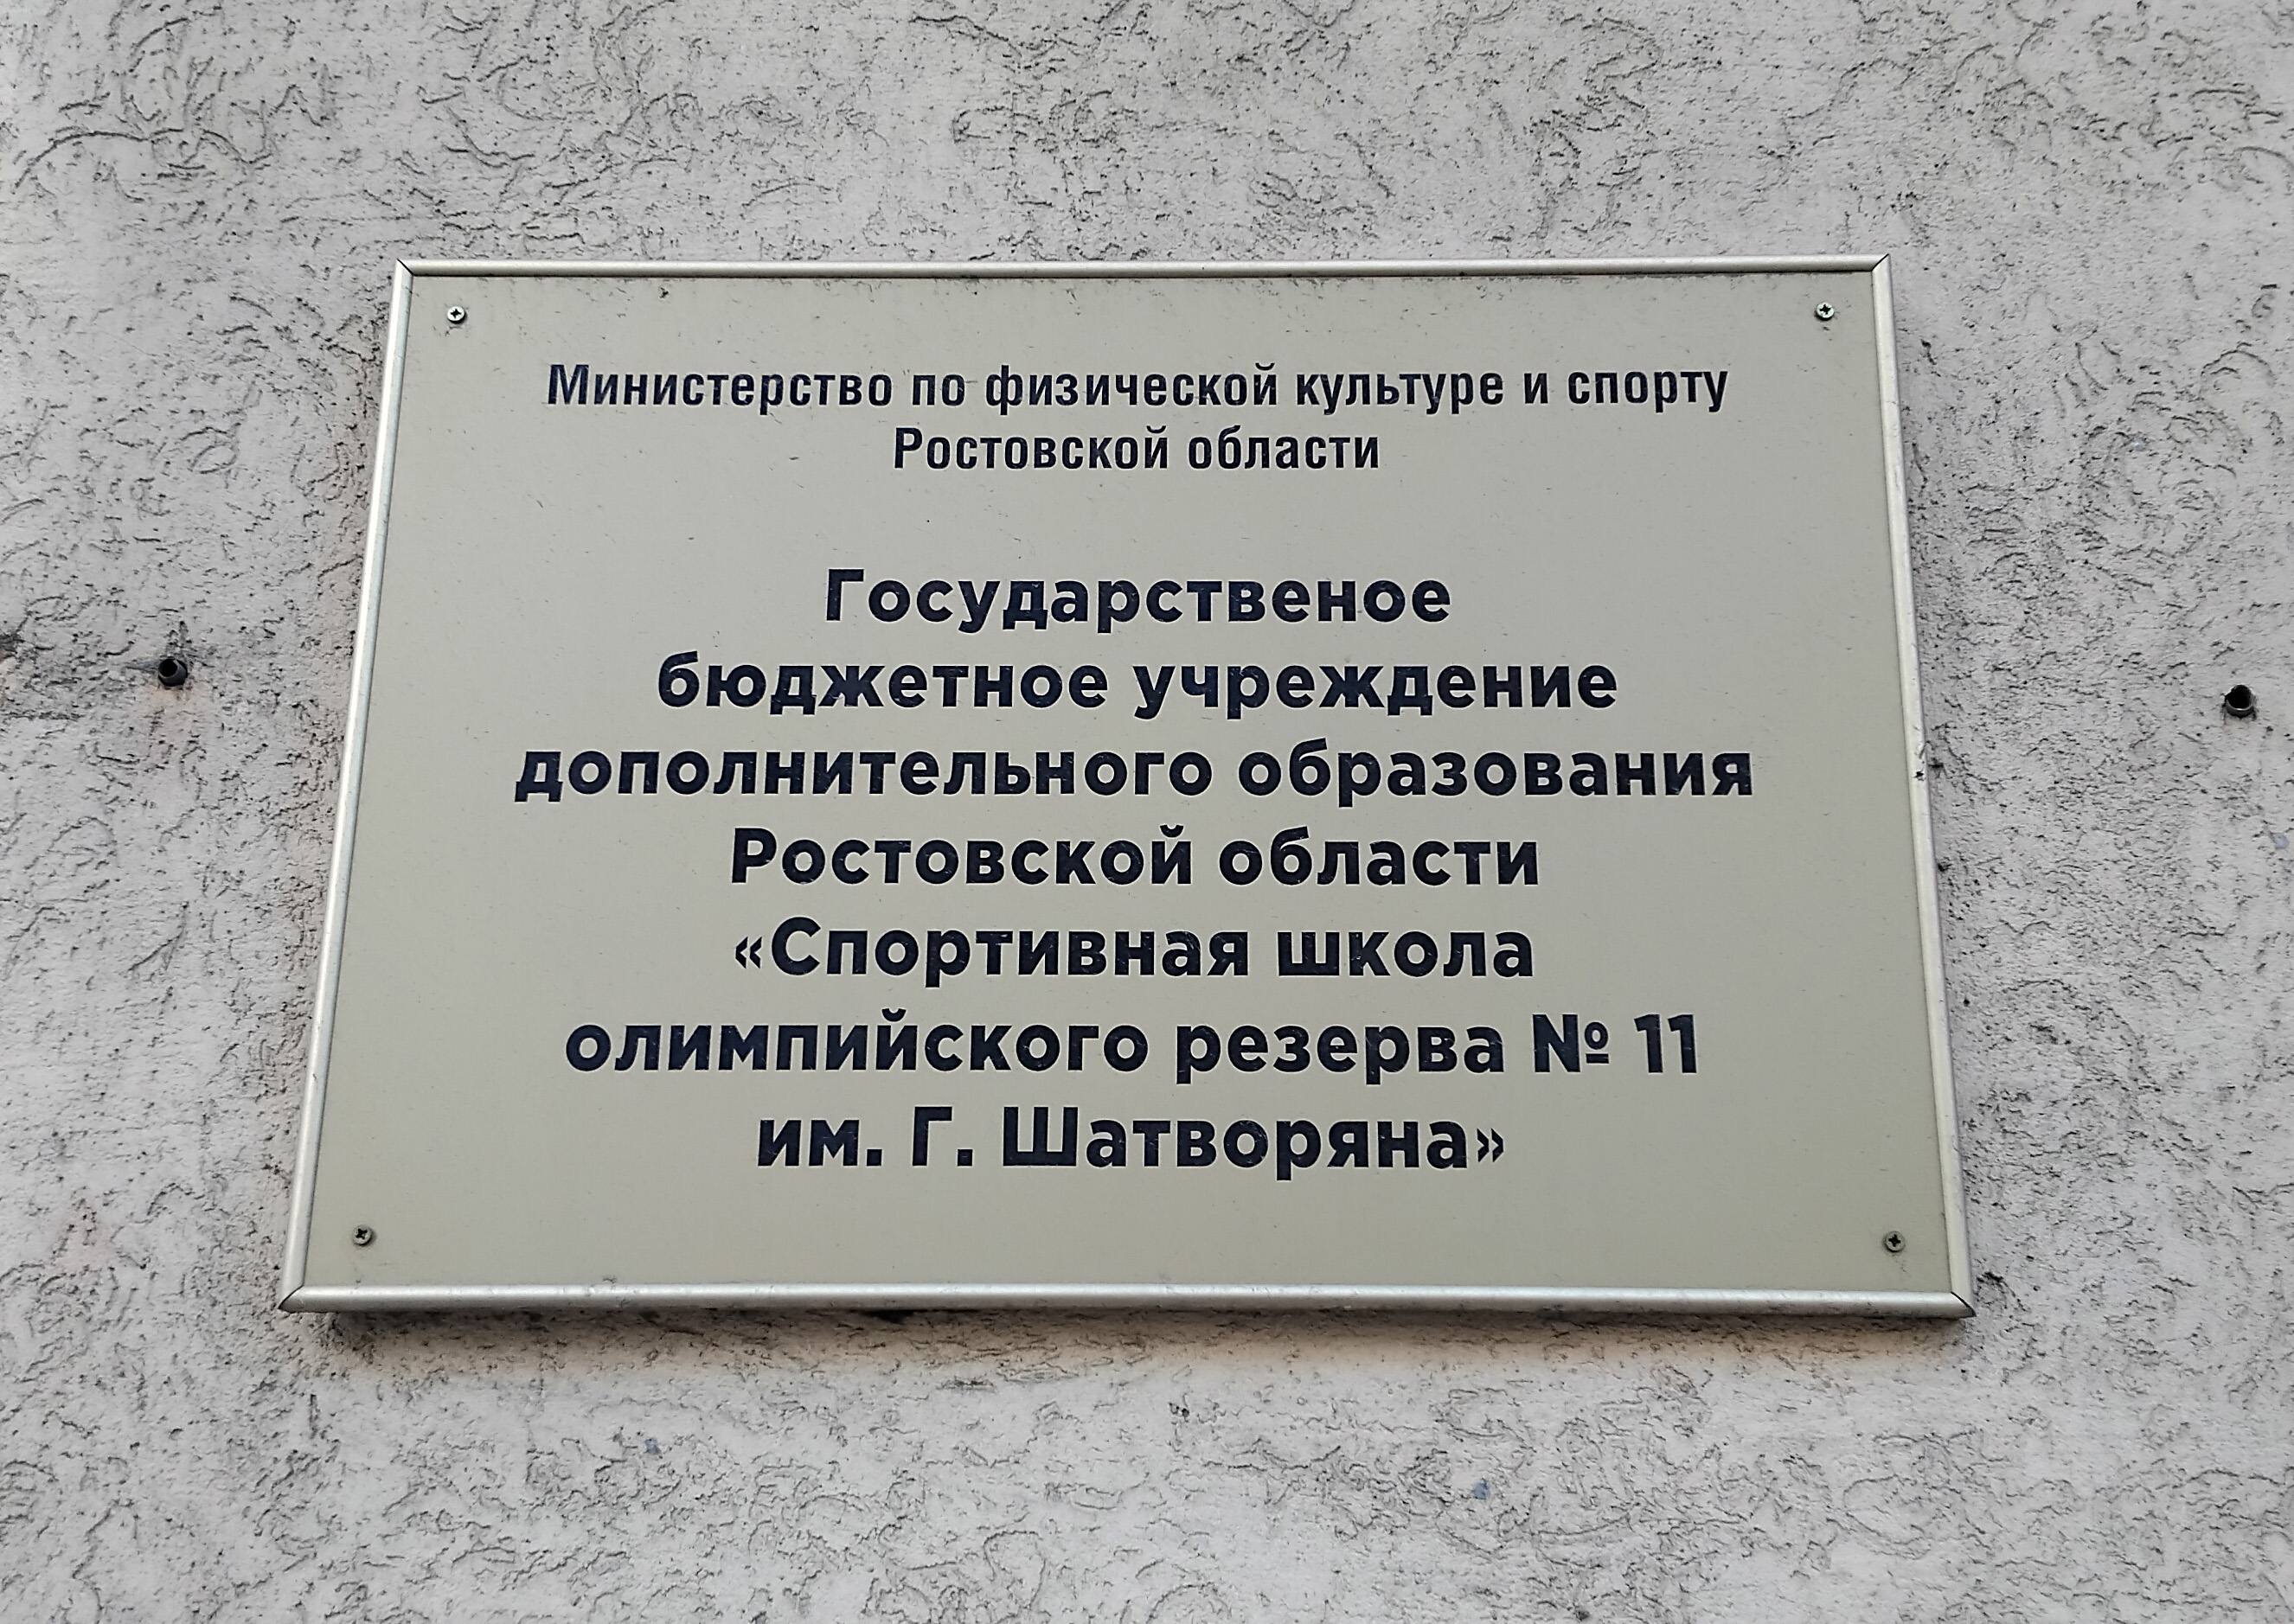 Министерство по физической культуре и спорту
Ростовской области
Государственое
бюджетное учреждение
дополнительного образования
Ростовской области
«Спортивная школа
олимпийского резерва № 11
им. Г. Шатворяна»